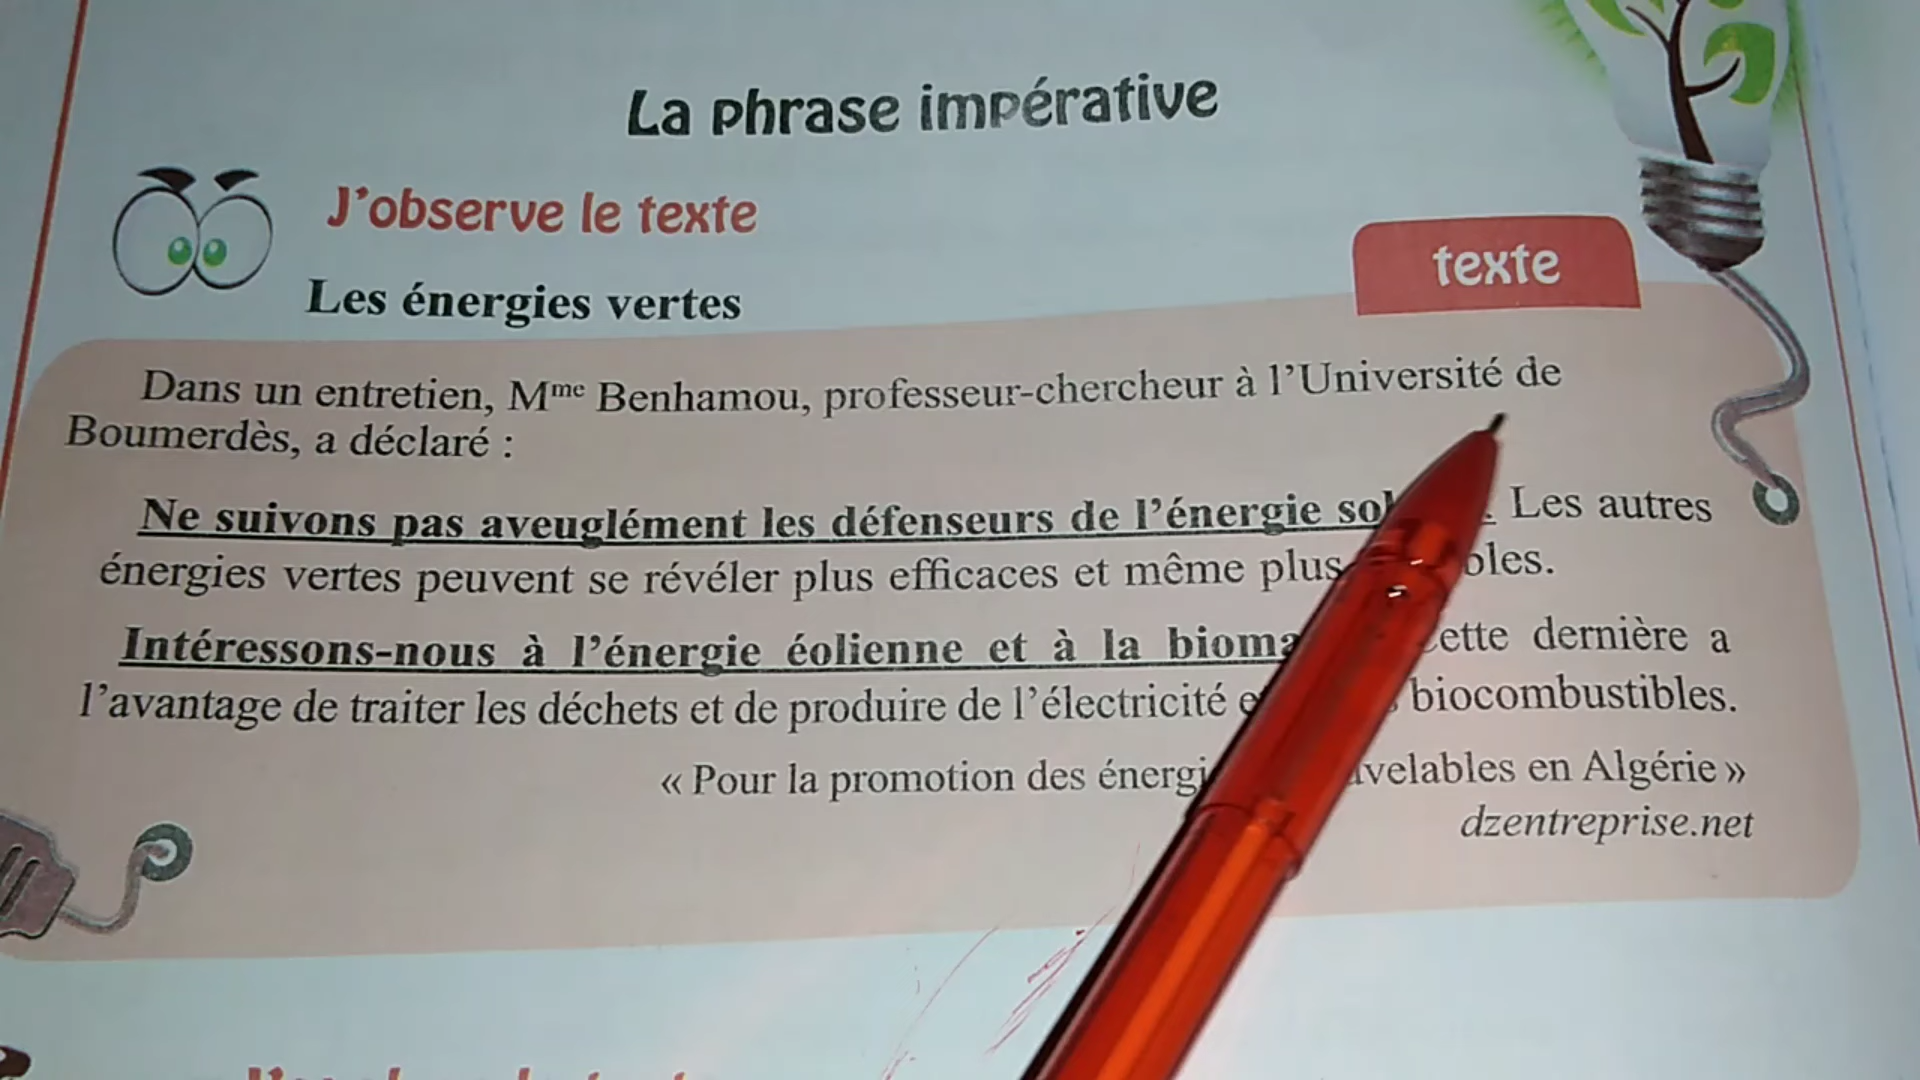 La phrase impérative
J'observe le texte
texte
Les énergies vertes
Dans un entretien, Mme Benhamou, professeur-chercheur à l'Université de
Boumerdès, a déclaré :
Ne suivons pas aveuglément les défenseurs de l'énergie Les autres
énergies vertes peuvent se révéler plus efficaces et même plus
Intéressons-nous à l'énergie éolienne et à la dernière a
l'avantage de traiter les déchets et de produire de l'électricité biocombustibles.
« Pour la promotion des en Algérie »
dzentreprise.net